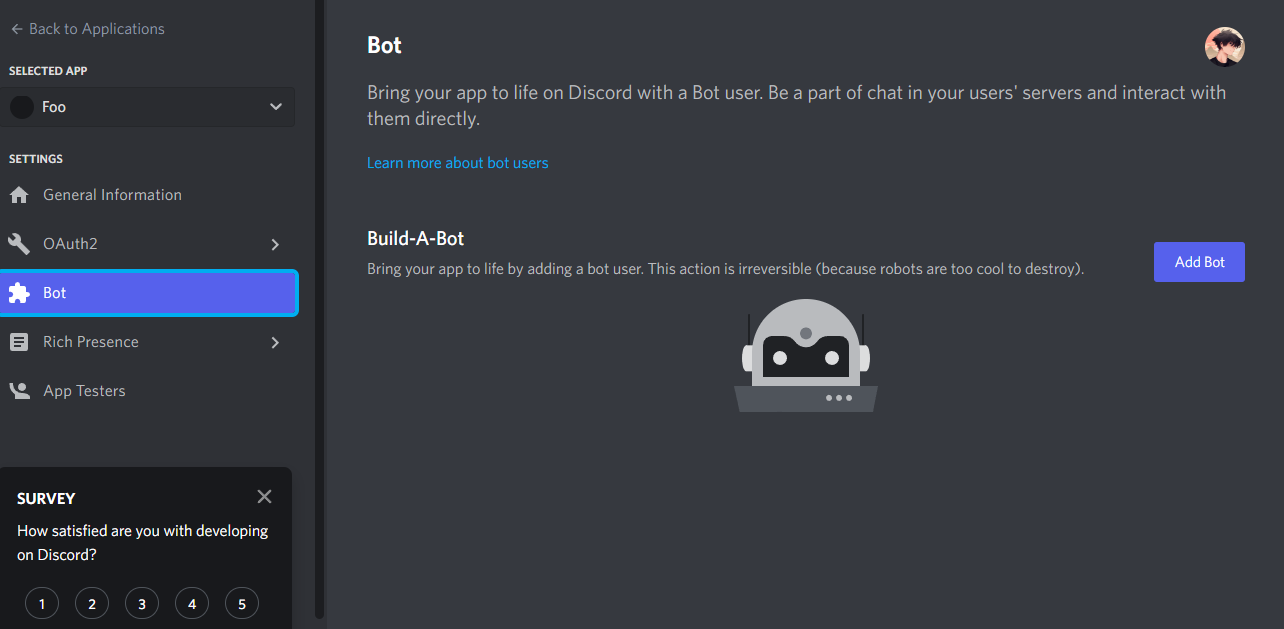 ← Back to Applications
SELECTED APP
Foo
SETTINGS
General Information
OAuth2
Bot
Rich Presence
App Testers
SURVEY
How satisfied are you with developing
on Discord?
1 2 3 4 5
Bot
Bring your app to life on Discord with a Bot user. Be a part of chat in your users' servers and interact with
them directly.
Learn more about bot users
Build-A-Bot
Bring your app to life by adding a bot user. This action is irreversible (because robots are too cool to destroy).
Add Bot